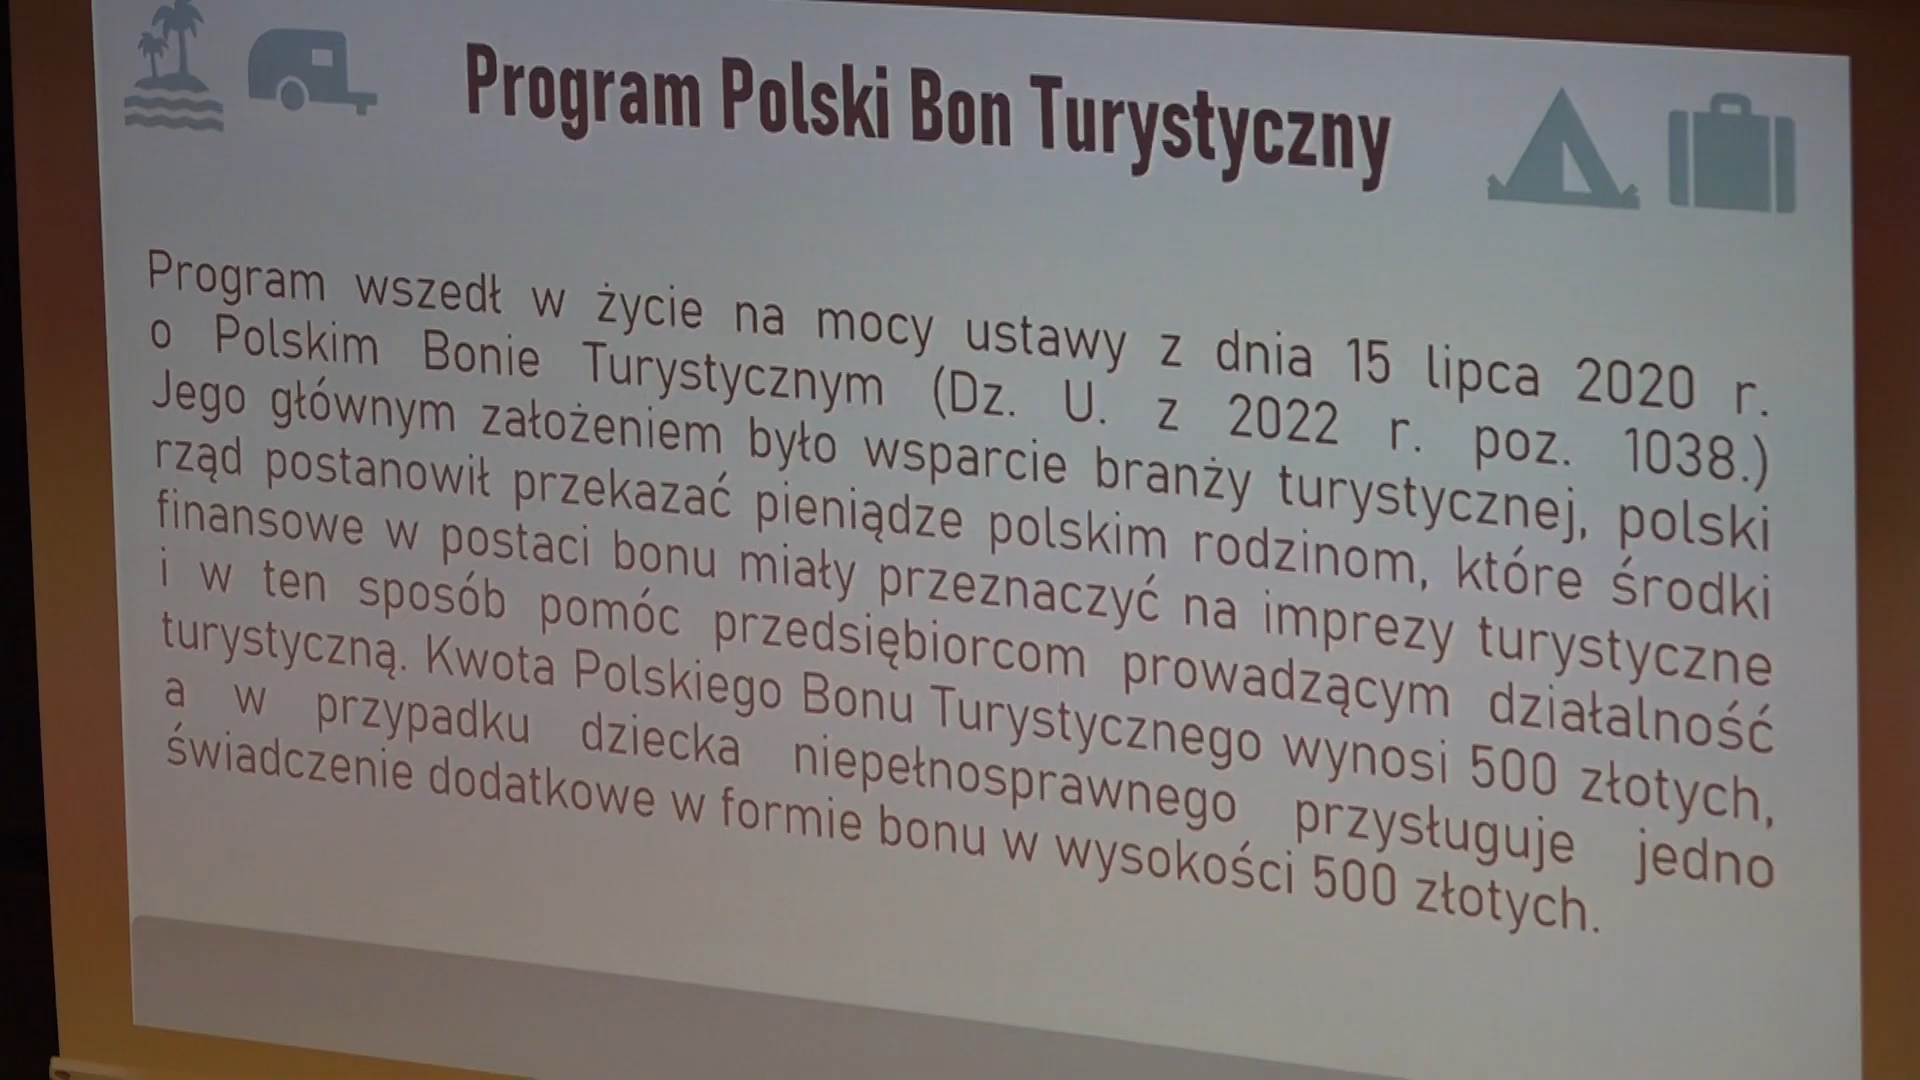 Program Polski Bon Turystyczny
Program wszedł w życie na mocy ustawy z dnia 15 lipca 2020 r.
o Polskim Bonie Turystycznym (Dz. U. z 2022 r. poz. 1038.)
Jego głównym założeniem było wsparcie branży turystycznej, polski
rząd postanowił przekazać pieniądze polskim rodzinom, które środki
finansowe w postaci bonu miały przeznaczyć na imprezy turystyczne
i w ten sposób pomóc przedsiębiorcom prowadzącym działalność
turystyczną. Kwota Polskiego Bonu Turystycznego wynosi 500 złotych,
a w przypadku dziecka niepełnosprawnego przysługuje jedno
świadczenie dodatkowe w formie bonu w wysokości 500 złotych.